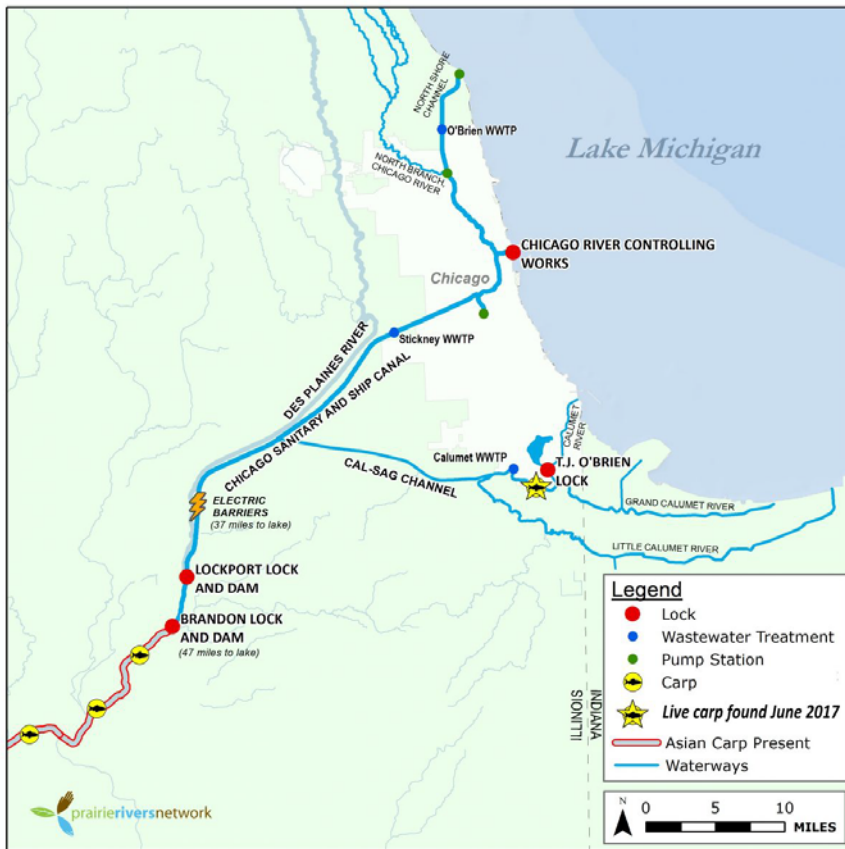 NORTH SHORE
CHANNEL
O'Brien WWTP
NORTH BRANCH,
CHICAGO RIVER
Lake Michigan
CHICAGO RIVER CONTROLLING
WORKS
Chicago
Stickney WWTP
DES PLAINES RIVER
CHICAGO SANITARY AND SHIP CANAL
CALUMET
RIVER
Calumet WWTP
T.J. O'BRIEN
LOCK
CAL-SAG CHANNEL
GRAND CALUMET RIVER
LITTLE CALUMET RIVER
ELECTRIC
BARRIERS
(37 miles to lake)
LOCKPORT LOCK
AND DAM
BRANDON LOCK
AND DAM
(47 miles to lake)
ILLINOIS
INDIANA
Legend
Lock
Wastewater Treatment
Pump Station
Carp
Live carp found June 2017
Asian Carp Present
Waterways
N
0 5 10
MILES
prairieriversnetwork